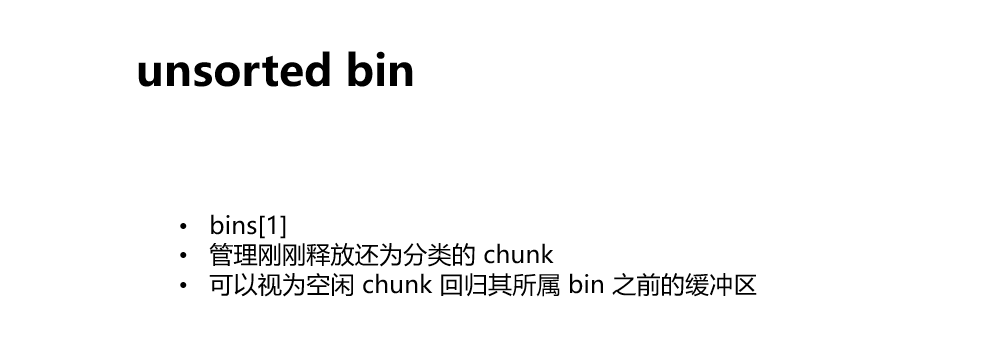 unsorted bin
• bins[1]
• 管理刚刚释放还为分类的 chunk
• 可以视为空闲 chunk 回归其所属 bin 之前的缓冲区